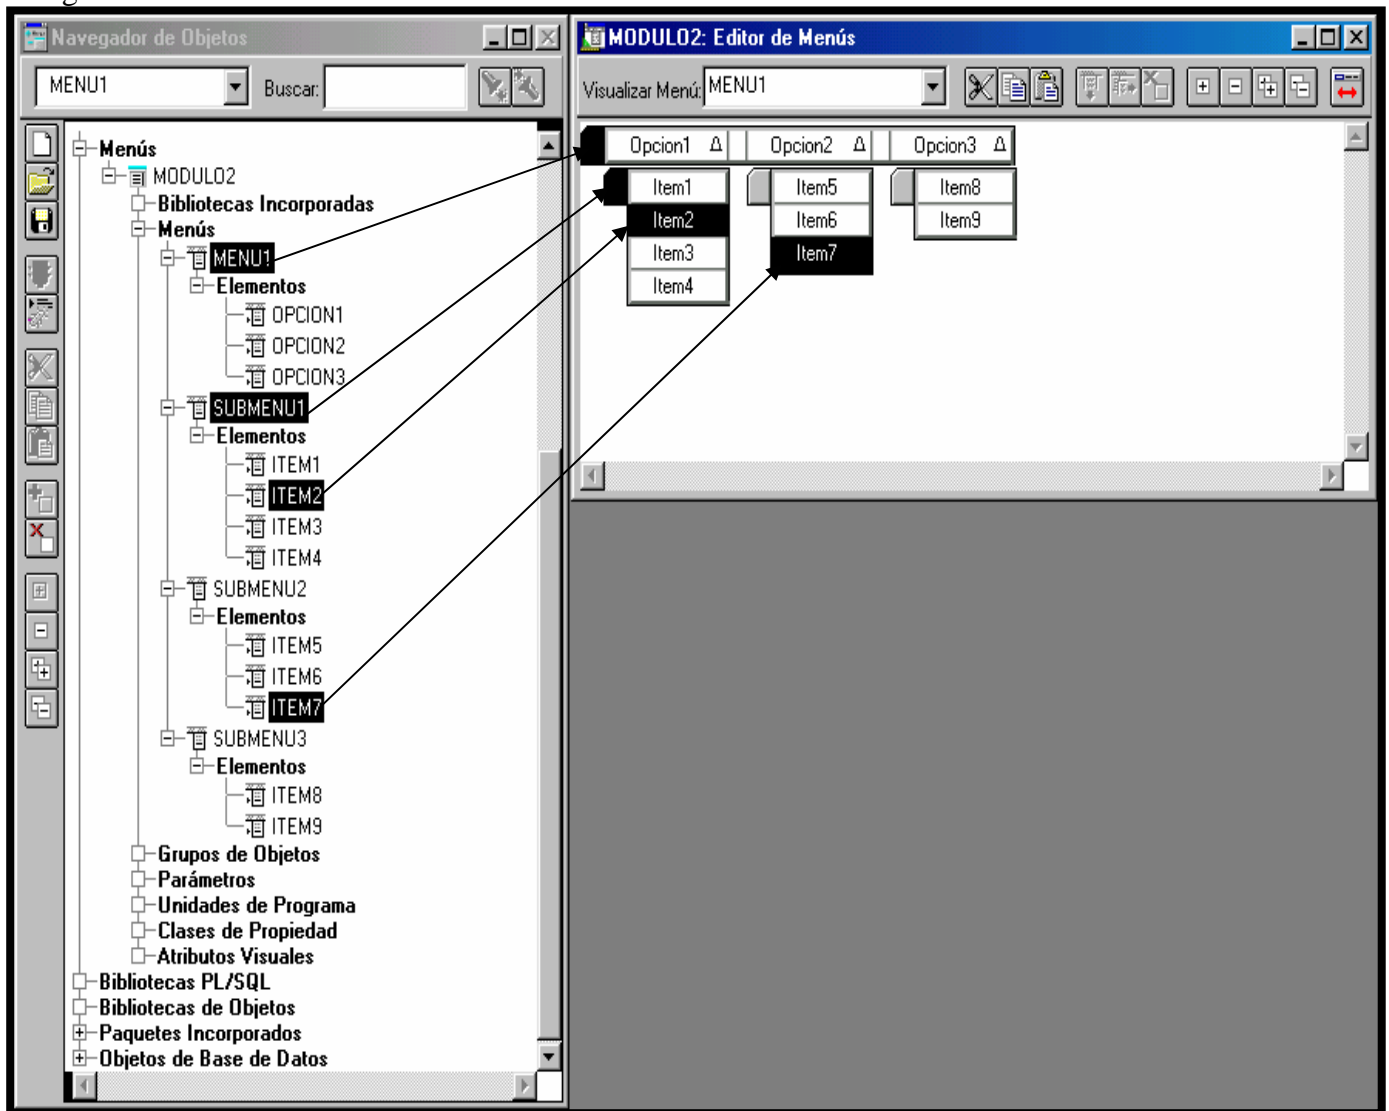 Navegador de Objetos
MENU1
Buscar:
Menús
MODULO2
Bibliotecas Incorporadas
Menús
MENU1
Elementos
OPCION1
OPCION2
OPCION3
SUBMENU1
Elementos
ITEM1
ITEM2
ITEM3
ITEM4
SUBMENU2
Elementos
ITEM5
ITEM6
ITEM7
SUBMENU3
Elementos
ITEM8
ITEM9
Grupos de Objetos
Parámetros
Unidades de Programa
Clases de Propiedad
Atributos Visuales
Bibliotecas PL/SQL
Bibliotecas de Objetos
Paquetes Incorporados
Objetos de Base de Datos
MODULO2: Editor de Menús
Visualizar Menú: MENU1
Opcion1 Opcion2 Opcion3
Item1 Item5 Item8
Item2 Item6 Item9
Item3 Item7
Item4